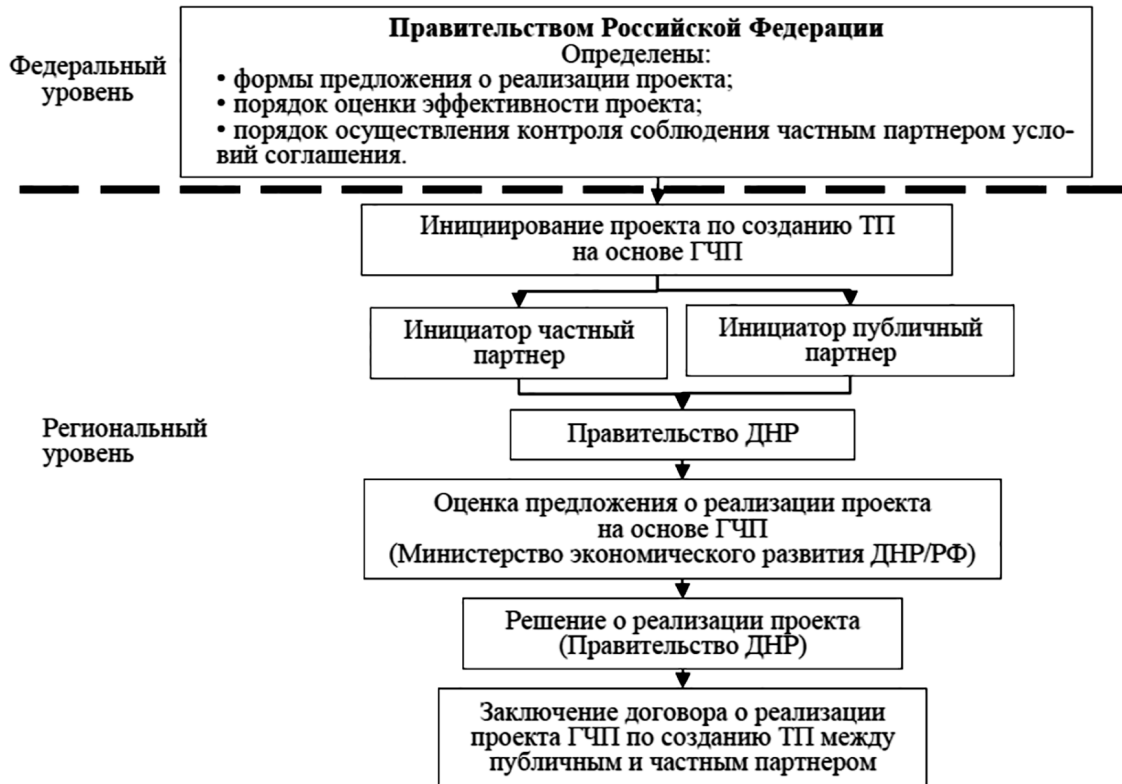 Федеральный
уровень
Правительством Российской Федерации
Определены:
• формы предложения о реализации проекта;
• порядок оценки эффективности проекта;
• порядок осуществления контроля соблюдения частным партнером усло-
вий соглашения.
Инициирование проекта по созданию ТП
на основе ГЧП
Инициатор частный
партнер
Инициатор публичный
партнер
Региональный
уровень
Правительство ДНР
Оценка предложения о реализации проекта
на основе ГЧП
(Министерство экономического развития ДНР/РФ)
Решение о реализации проекта
(Правительство ДНР)
Заключение договора о реализации
проекта ГЧП по созданию ТП между
публичным и частным партнером